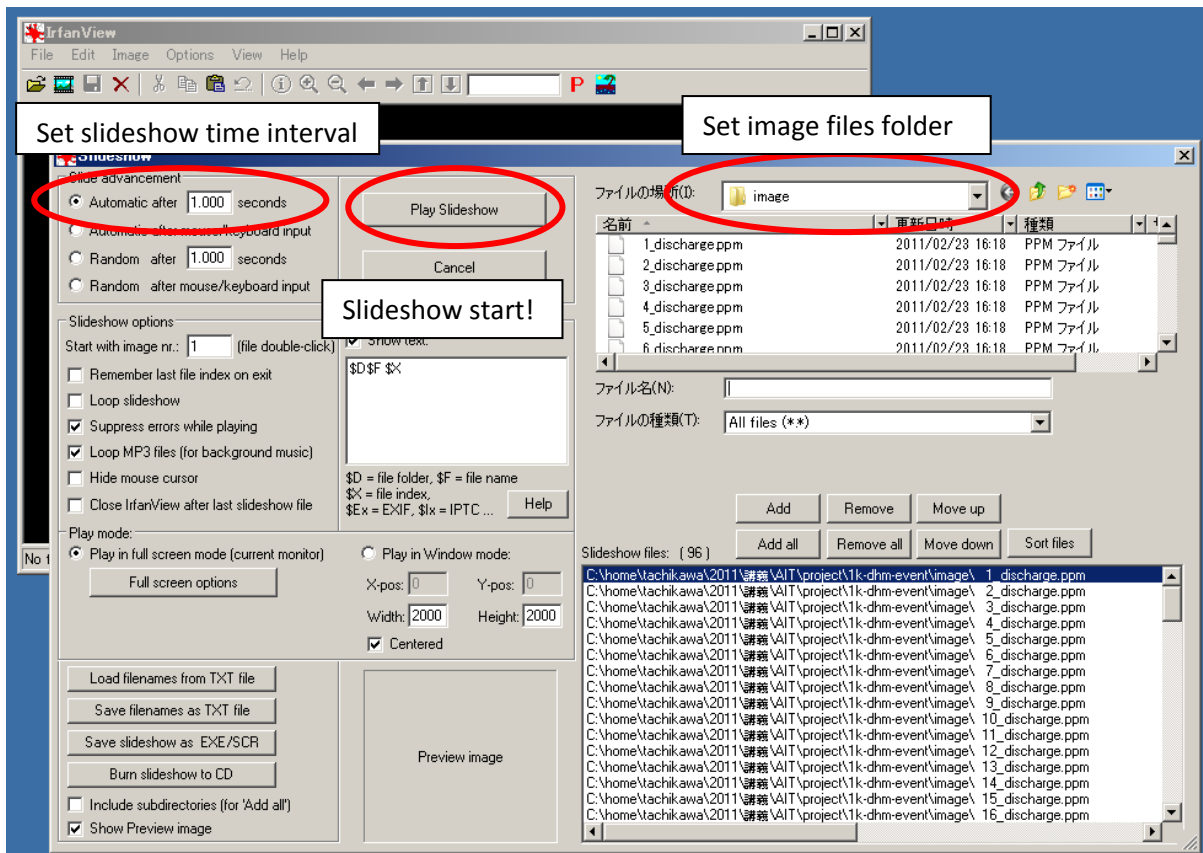 IrfanView
File Edit Image Options View Help
P
Set slideshow time interval
Set image files folder
Slideshow
Slide advancement
Automatic after 1.000 seconds
Automatic after mouse/keyboard input
Random after 1.000 seconds
Random after mouse/keyboard input
Play Slideshow
Cancel
Slideshow start!
Slideshow options
Start with image nr.: 1 (file double-click)
Remember last file index on exit
Loop slideshow
Suppress errors while playing
Loop MP3 files (for background music)
Hide mouse cursor
Close IrfanView after last slideshow file
Show text:
$D$F $X
$D = file folder, $F = file name
$X = file index,
$Ex = EXIF, $Ix = IPTC ...
Help
Play mode:
Play in full screen mode (current monitor)
Full screen options
Play in Window mode:
X-pos: 0 Y-pos: 0
Width: 2000 Height: 2000
Centered
Load filenames from TXT file
Save filenames as TXT file
Save slideshow as EXE/SCR
Burn slideshow to CD
Include subdirectories (for 'Add all')
Show Preview image
Preview image
ファイルの場所(I): image
名前 更新日時 種類
1_discharge.ppm 2011/02/23 16:18 PPM ファイル
2_discharge.ppm 2011/02/23 16:18 PPM ファイル
3_discharge.ppm 2011/02/23 16:18 PPM ファイル
4_discharge.ppm 2011/02/23 16:18 PPM ファイル
5_discharge.ppm 2011/02/23 16:18 PPM ファイル
6_discharge.ppm 2011/02/23 16:18 PPM ファイル
ファイル名(N):
ファイルの種類(T): All files (*.*)
Add Remove Move up
Add all Remove all Move down Sort files
Slideshow files: ( 96 )
C:\home\tachikawa\2011\講義\AIT\project\1k-dhm-event\image\ 1_discharge.ppm
C:\home\tachikawa\2011\講義\AIT\project\1k-dhm-event\image\ 2_discharge.ppm
C:\home\tachikawa\2011\講義\AIT\project\1k-dhm-event\image\ 3_discharge.ppm
C:\home\tachikawa\2011\講義\AIT\project\1k-dhm-event\image\ 4_discharge.ppm
C:\home\tachikawa\2011\講義\AIT\project\1k-dhm-event\image\ 5_discharge.ppm
C:\home\tachikawa\2011\講義\AIT\project\1k-dhm-event\image\ 6_discharge.ppm
C:\home\tachikawa\2011\講義\AIT\project\1k-dhm-event\image\ 7_discharge.ppm
C:\home\tachikawa\2011\講義\AIT\project\1k-dhm-event\image\ 8_discharge.ppm
C:\home\tachikawa\2011\講義\AIT\project\1k-dhm-event\image\ 9_discharge.ppm
C:\home\tachikawa\2011\講義\AIT\project\1k-dhm-event\image\ 10_discharge.ppm
C:\home\tachikawa\2011\講義\AIT\project\1k-dhm-event\image\ 11_discharge.ppm
C:\home\tachikawa\2011\講義\AIT\project\1k-dhm-event\image\ 12_discharge.ppm
C:\home\tachikawa\2011\講義\AIT\project\1k-dhm-event\image\ 13_discharge.ppm
C:\home\tachikawa\2011\講義\AIT\project\1k-dhm-event\image\ 14_discharge.ppm
C:\home\tachikawa\2011\講義\AIT\project\1k-dhm-event\image\ 15_discharge.ppm
C:\home\tachikawa\2011\講義\AIT\project\1k-dhm-event\image\ 16_discharge.ppm